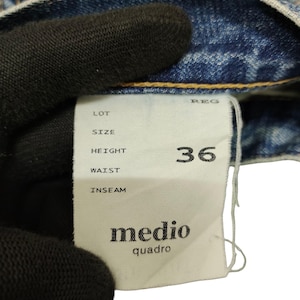 REG
LOT
SIZE
HEIGHT 36
WAIST
INSEAM
medio
quadro